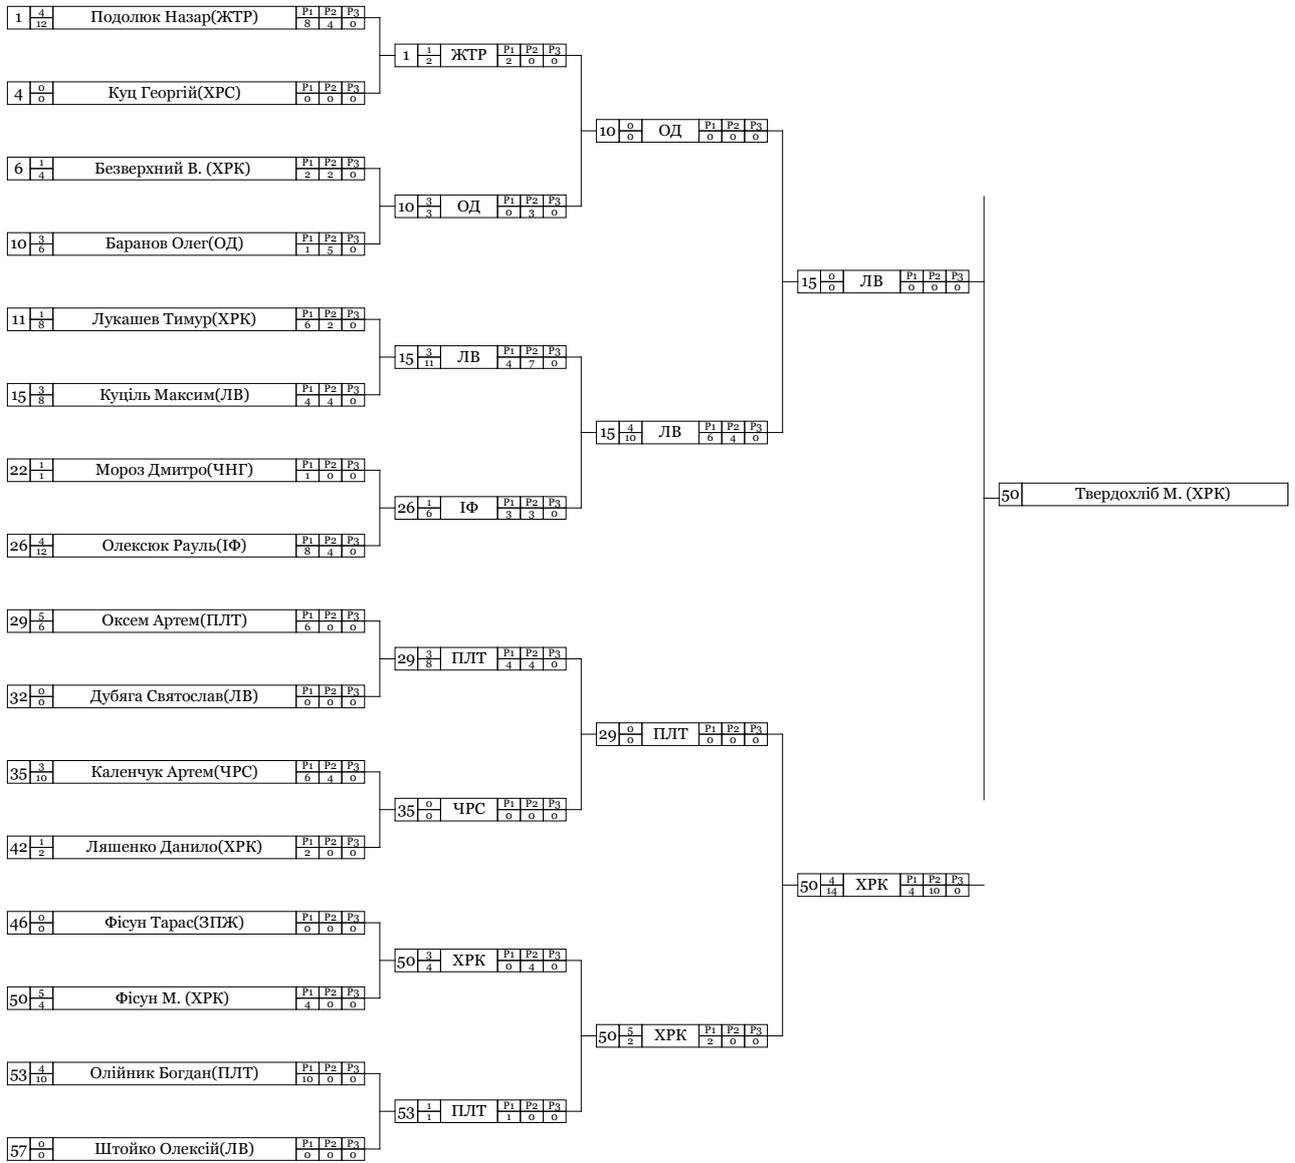 1 4 12 Подолюк Назар(ЖТР) P1 P2 P3 8 4 0
1 1 2 ЖТР P1 P2 P3 2 0 0
4 0 0 Куц Георгій(ХРС) P1 P2 P3 0 0 0
10 0 0 ОД P1 P2 P3 0 0 0
6 1 4 Безверхний В. (ХРК) P1 P2 P3 2 2 0
10 3 3 ОД P1 P2 P3 0 3 0
10 3 6 Баранов Олег(ОД) P1 P2 P3 1 5 0
15 0 0 ЛВ P1 P2 P3 0 0 0
11 1 8 Лукашев Тимур(ХРК) P1 P2 P3 6 2 0
15 3 11 ЛВ P1 P2 P3 4 7 0
15 3 8 Куціль Максим(ЛВ) P1 P2 P3 4 4 0
15 4 10 ЛВ P1 P2 P3 6 4 0
22 1 1 Мороз Дмитро(ЧНГ) P1 P2 P3 1 0 0
50 Твердохліб М. (ХРК)
26 1 6 ІФ P1 P2 P3 3 3 0
26 4 12 Олексюк Рауль(ІФ) P1 P2 P3 8 4 0
29 5 6 Оксем Артем(ПЛТ) P1 P2 P3 6 0 0
29 3 8 ПЛТ P1 P2 P3 4 4 0
32 0 0 Дубяга Святослав(ЛВ) P1 P2 P3 0 0 0
29 0 0 ПЛТ P1 P2 P3 0 0 0
35 3 10 Каленчук Артем(ЧРС) P1 P2 P3 6 4 0
35 0 0 ЧРС P1 P2 P3 0 0 0
42 1 2 Ляшенко Данило(ХРК) P1 P2 P3 2 0 0
50 4 14 ХРК P1 P2 P3 4 10 0
46 0 0 Фісун Тарас(ЗПЖ) P1 P2 P3 0 0 0
50 3 4 ХРК P1 P2 P3 0 4 0
50 5 4 Фісун М. (ХРК) P1 P2 P3 4 0 0
50 5 2 ХРК P1 P2 P3 2 0 0
53 4 10 Олійник Богдан(ПЛТ) P1 P2 P3 10 0 0
53 1 1 ПЛТ P1 P2 P3 1 0 0
57 0 0 Штойко Олексій(ЛВ) P1 P2 P3 0 0 0